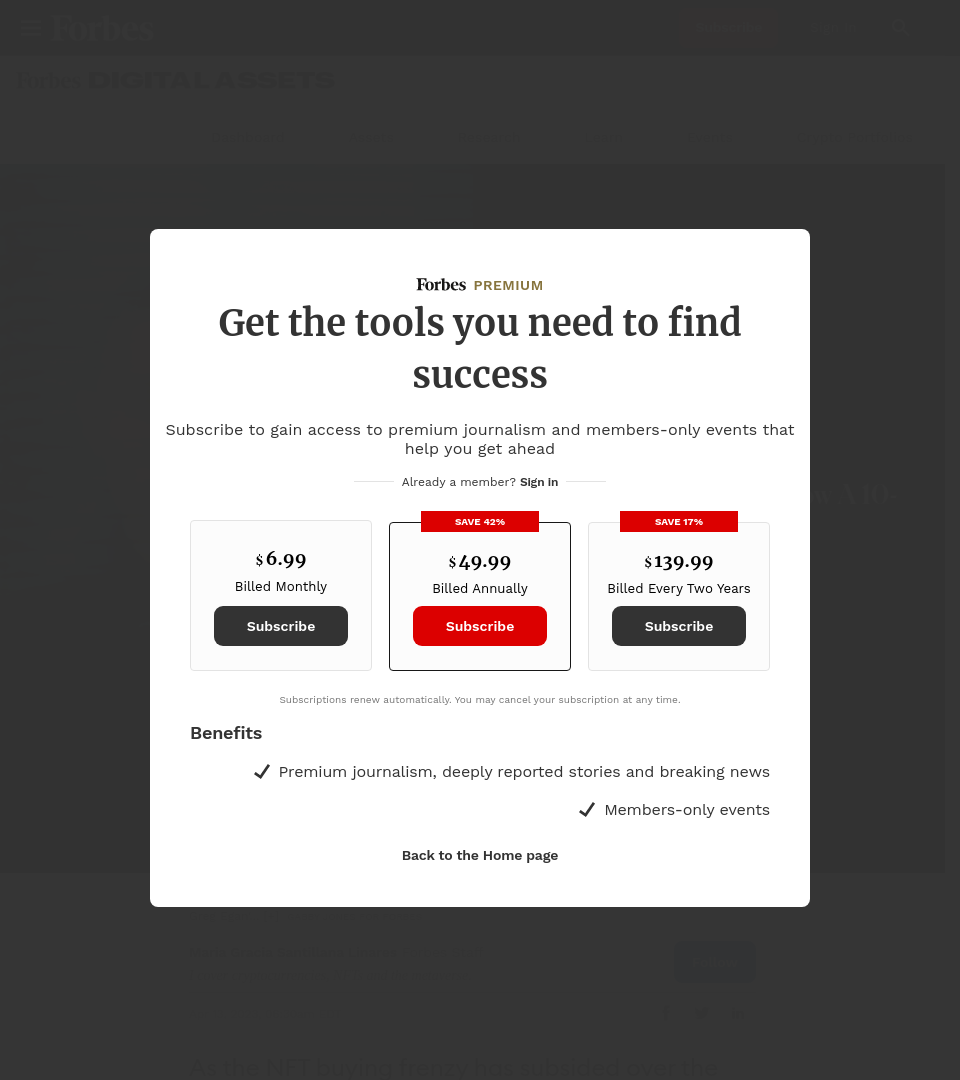 Forbes
Forbes DIGITAL ASSETS
Forbes PREMIUM
Get the tools you need to find
success
Subscribe to gain access to premium journalism and members-only events that
help you get ahead
Already a member? Sign in
SAVE 42%
SAVE 17%
$6.99
$49.99
$139.99
Billed Monthly
Billed Annually
Billed Every Two Years
Subscribe
Subscribe
Subscribe
Subscriptions renew automatically. You may cancel your subscription at any time.
Benefits
Premium journalism, deeply reported stories and breaking news
Members-only events
Back to the Home page
As the NFT buying franzy has subsided over the